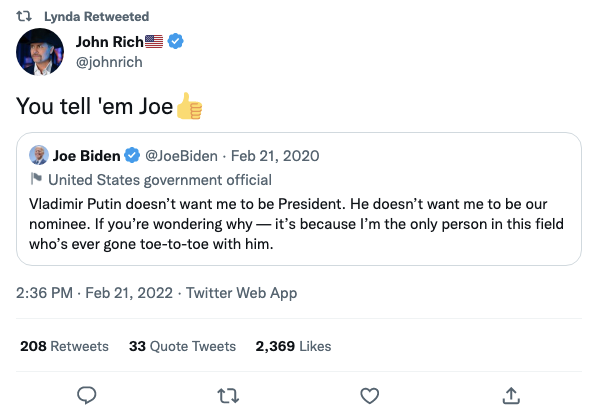 Lynda Retweeted
John Rich🇺🇸
@johnrich
You tell 'em Joe👍
Joe Biden @JoeBiden · Feb 21, 2020
United States government official
Vladimir Putin doesn’t want me to be President. He doesn’t want me to be our
nominee. If you’re wondering why — it’s because I’m the only person in this field
who’s ever gone toe-to-toe with him.
2:36 PM · Feb 21, 2022 · Twitter Web App
208 Retweets 33 Quote Tweets 2,369 Likes